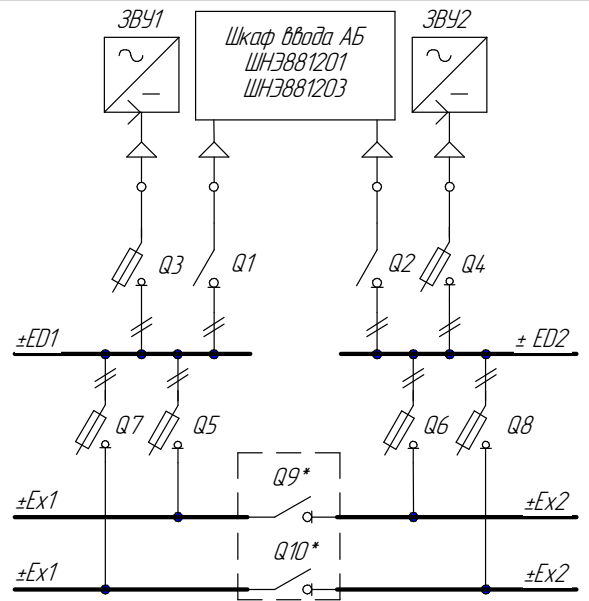 ЗВУ1
Шкаф ввода АБ
ШНЭ881201
ШНЭ881203
ЗВУ2
Q3
Q1
Q2
Q4
±ED1
± ED2
Q7
Q5
Q6
Q8
Q9*
±Ex1
±Ex2
Q10*
±Ex1
±Ex2